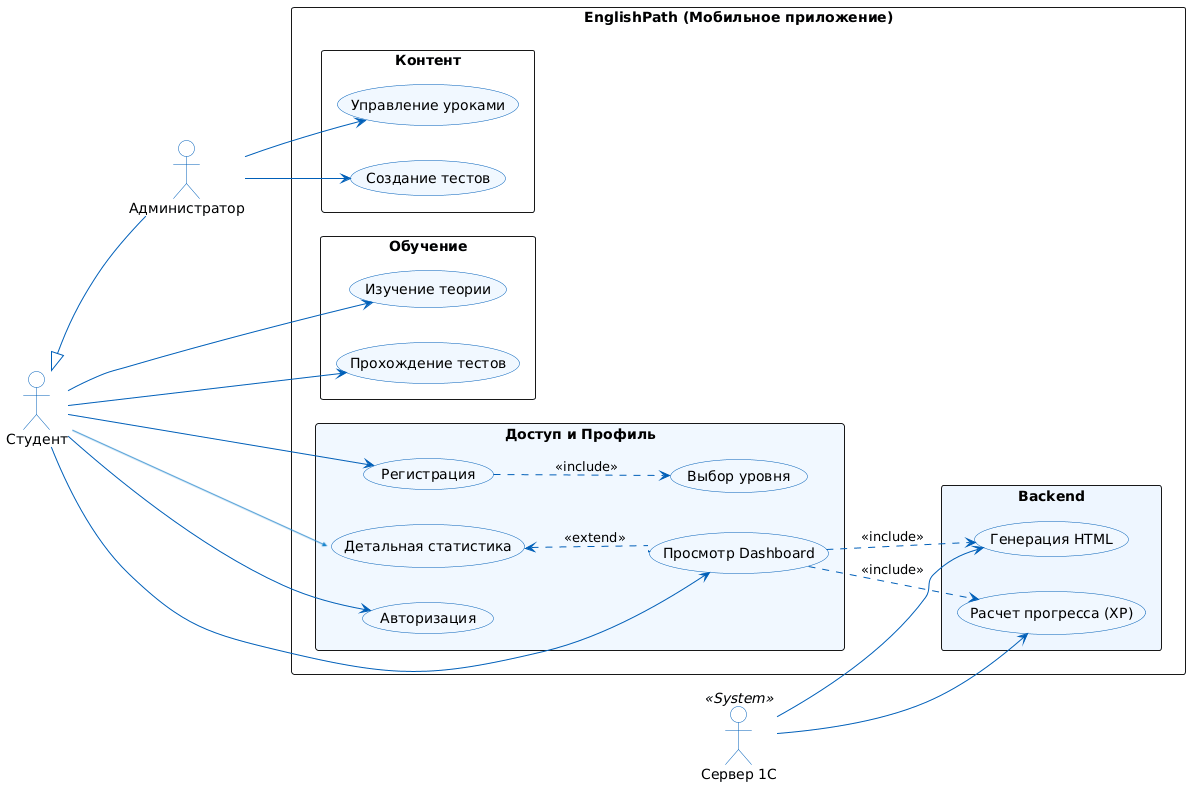 EnglishPath (Мобильное приложение)
Контент
Управление уроками
Создание тестов
Администратор
Обучение
Изучение теории
Прохождение тестов
Студент
Доступ и Профиль
Регистрация
«include»
Выбор уровня
Детальная статистика
«extend»
Просмотр Dashboard
Авторизация
«include»
«include»
Backend
Генерация HTML
Расчет прогресса (XP)
«System»
Сервер 1С